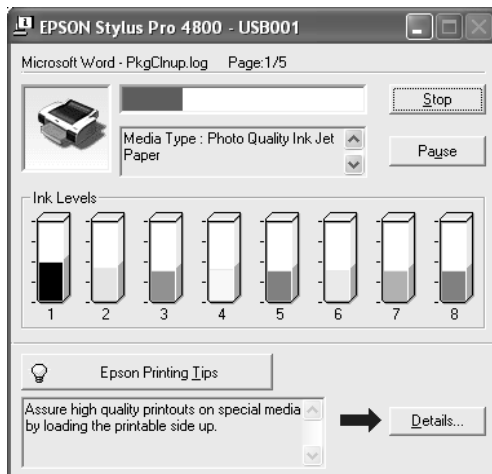 EPSON Stylus Pro 4800 - USB001
Microsoft Word - PkgClnup.log Page:1/5
Stop
Media Type : Photo Quality Ink Jet
Paper
Pause
Ink Levels
1 2 3 4 5 6 7 8
Epson Printing Tips
Assure high quality printouts on special media
by loading the printable side up.
Details...